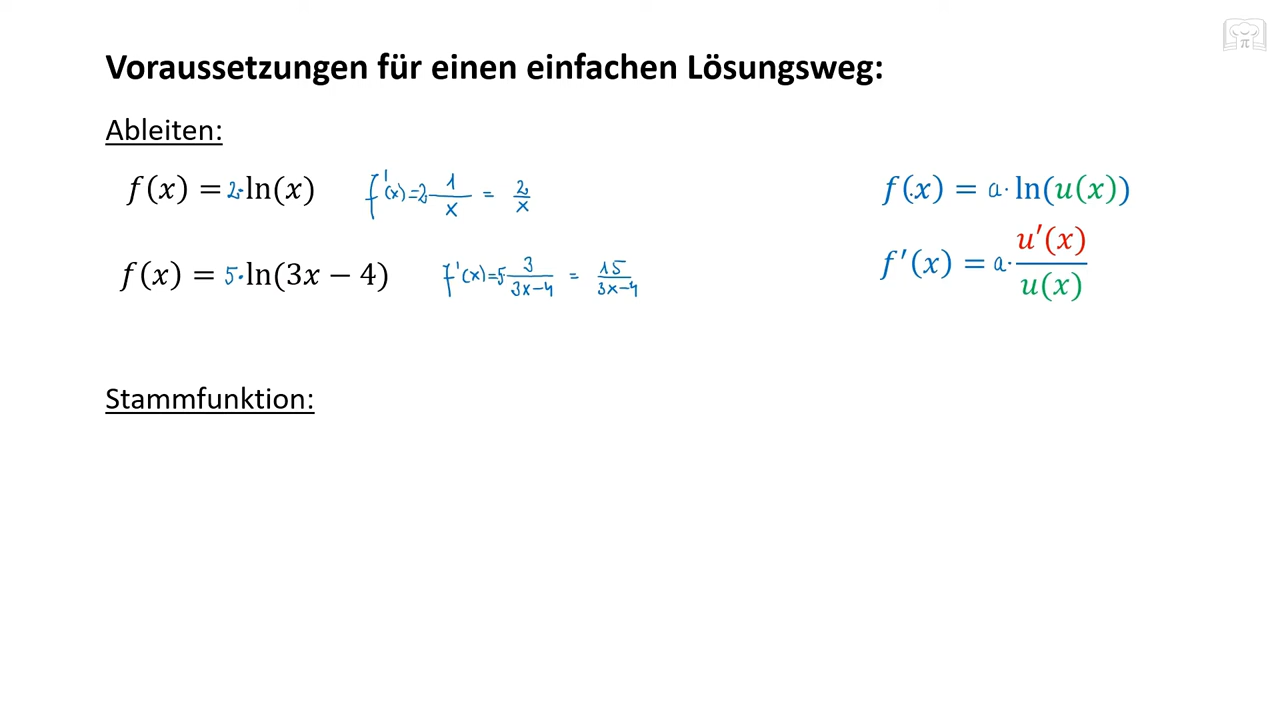 Voraussetzungen für einen einfachen Lösungsweg:
Ableiten:
f(x) = 2·ln(x) f'(x)=2 1/x = 2/x
f(x) = a·ln(u(x))
f'(x) = a· u'(x)/u(x)
f(x) = 5·ln(3x − 4) f'(x)=5 3/(3x−4) = 15/(3x−4)
Stammfunktion:
π